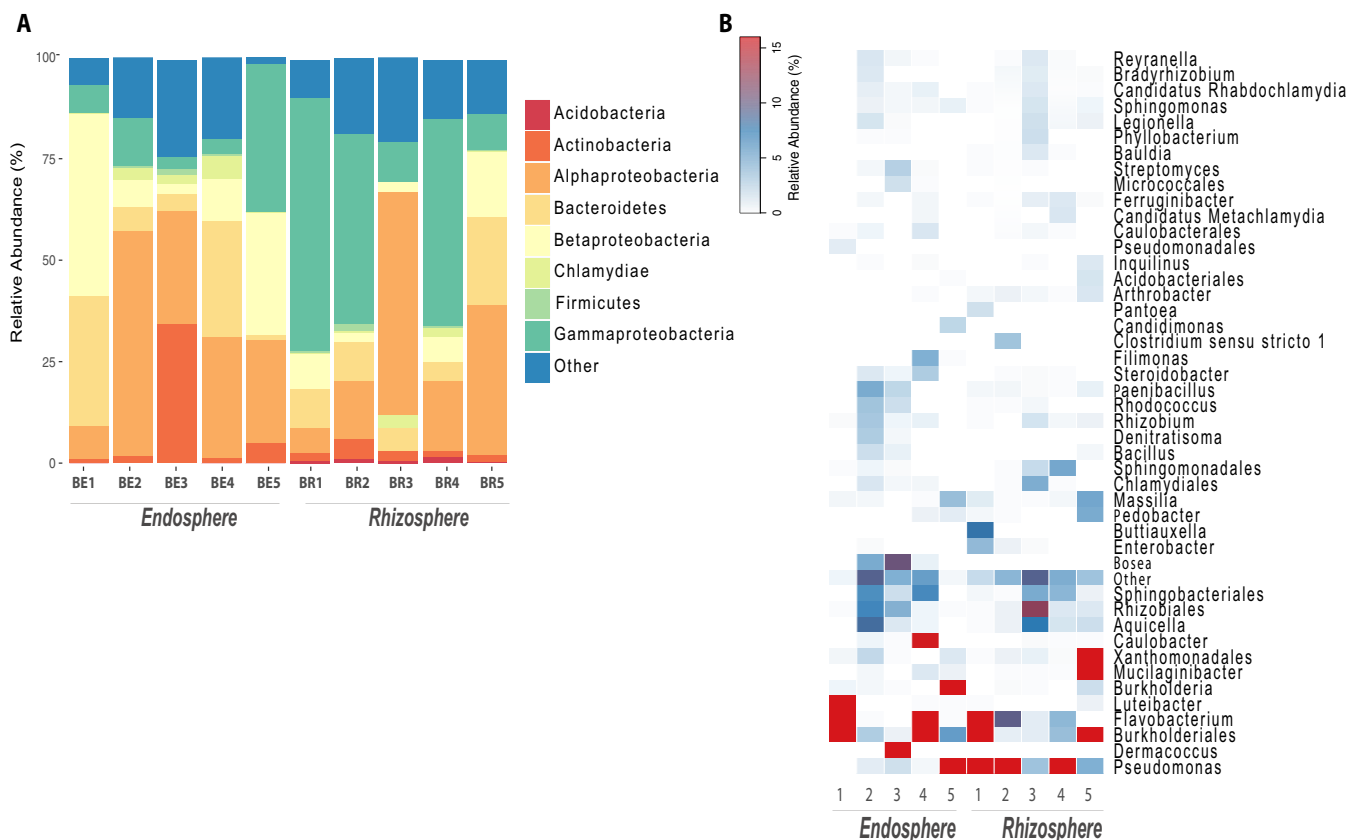 A
Relative Abundance (%)
100
75
50
25
0
BE1 BE2 BE3 BE4 BE5 BR1 BR2 BR3 BR4 BR5
Endosphere Rhizosphere
Acidobacteria
Actinobacteria
Alphaproteobacteria
Bacteroidetes
Betaproteobacteria
Chlamydiae
Firmicutes
Gammaproteobacteria
Other
B
15
10
5
0
Relative Abundance (%)
Reyranella
Bradyrhizobium
Candidatus Rhabdochlamydia
Sphingomonas
Legionella
Phyllobacterium
Bauldia
Streptomyces
Micrococcales
Ferruginibacter
Candidatus Metachlamydia
Caulobacterales
Pseudomonadales
Inquilinus
Acidobacteriales
Arthrobacter
Pantoea
Candidimonas
Clostridium sensu stricto 1
Filimonas
Steroidobacter
Paenibacillus
Rhodococcus
Rhizobium
Denitratisoma
Bacillus
Sphingomonadales
Chlamydiales
Massilia
Pedobacter
Buttiauxella
Enterobacter
Bosea
Other
Sphingobacteriales
Rhizobiales
Aquicella
Caulobacter
Xanthomonadales
Mucilaginibacter
Burkholderia
Luteibacter
Flavobacterium
Burkholderiales
Dermacoccus
Pseudomonas
1 2 3 4 5 1 2 3 4 5
Endosphere Rhizosphere